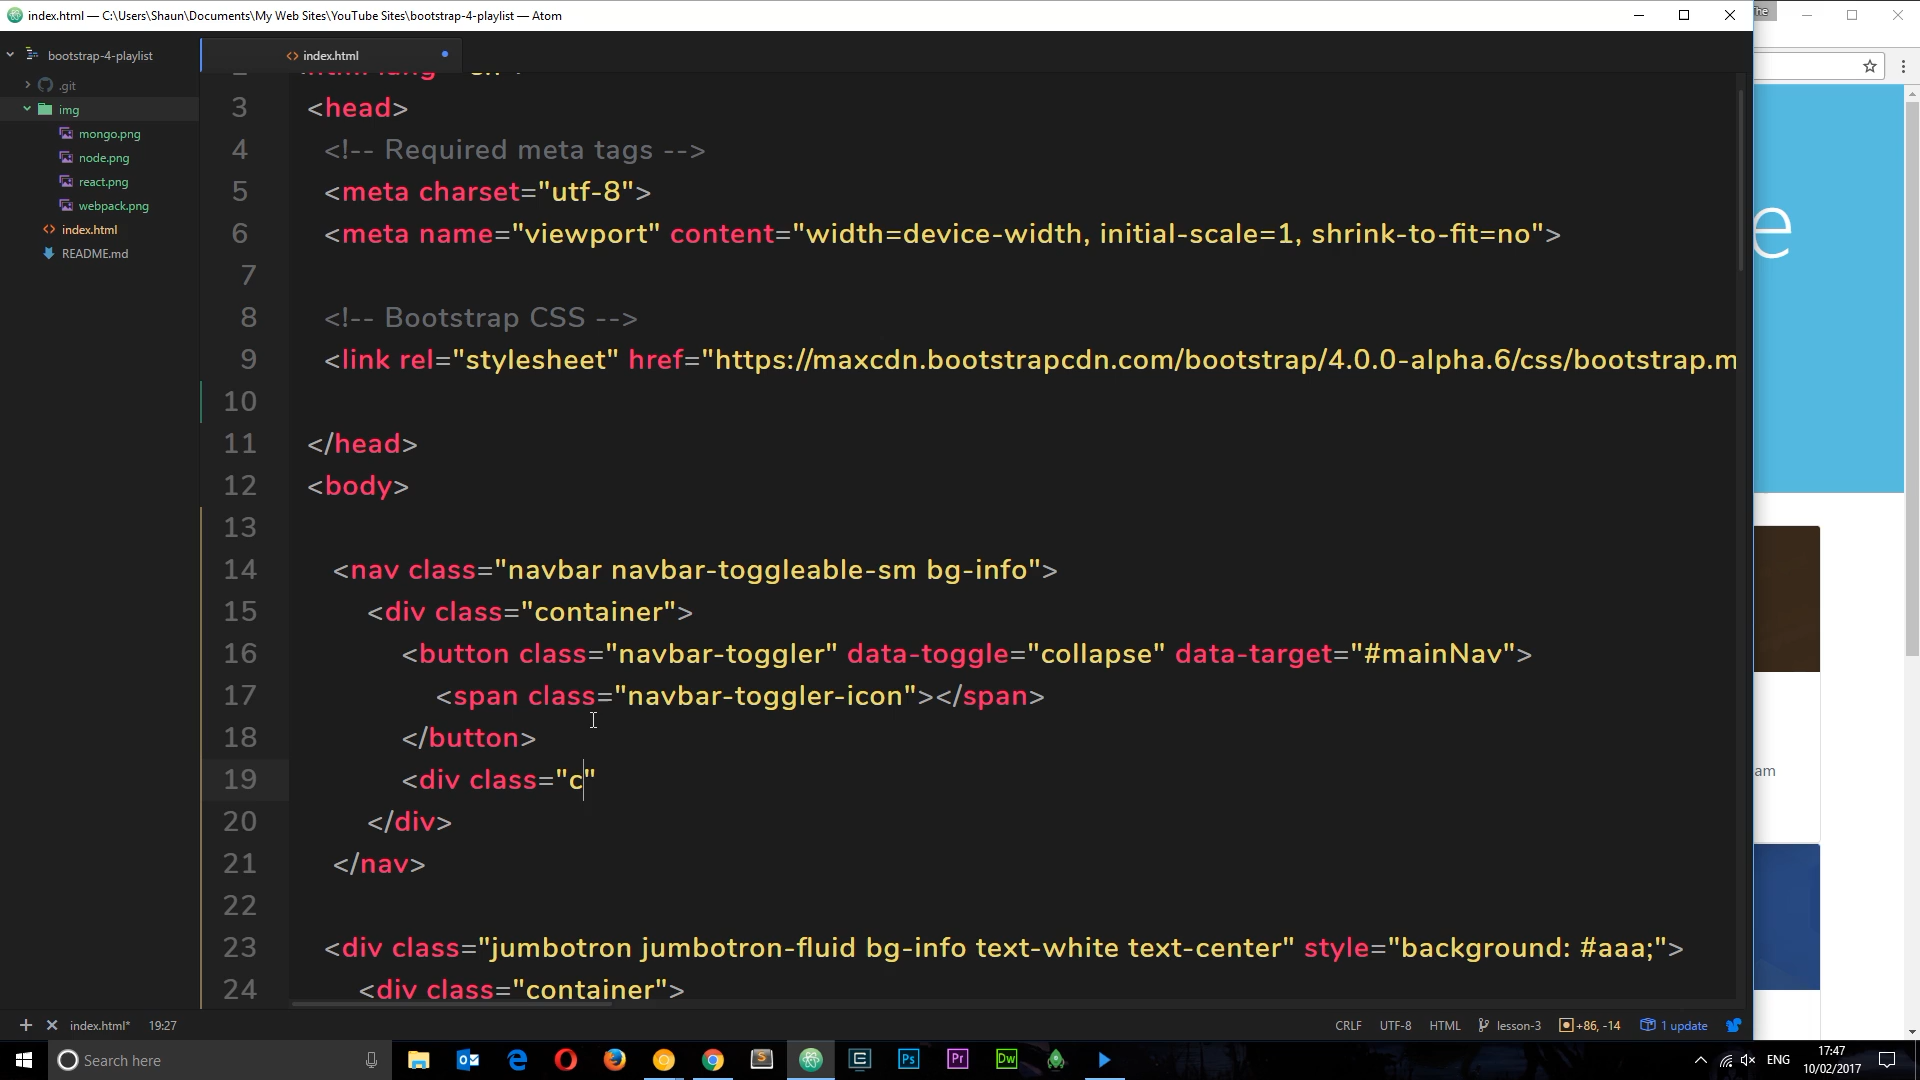 index.html — C:\Users\Shaun\Documents\My Web Sites\YouTube Sites\bootstrap-4-playlist — Atom
bootstrap-4-playlist
.git
img
mongo.png
node.png
react.png
webpack.png
index.html
README.md
index.html
3 <head>
4 <!-- Required meta tags -->
5 <meta charset="utf-8">
6 <meta name="viewport" content="width=device-width, initial-scale=1, shrink-to-fit=no">
7
8 <!-- Bootstrap CSS -->
9 <link rel="stylesheet" href="https://maxcdn.bootstrapcdn.com/bootstrap/4.0.0-alpha.6/css/bootstrap.m
10
11 </head>
12 <body>
13
14 <nav class="navbar navbar-toggleable-sm bg-info">
15 <div class="container">
16 <button class="navbar-toggler" data-toggle="collapse" data-target="#mainNav">
17 <span class="navbar-toggler-icon"></span>
18 </button>
19 <div class="c"
20 </div>
21 </nav>
22
23 <div class="jumbotron jumbotron-fluid bg-info text-white text-center" style="background: #aaa;">
24 <div class="container">
e
am
index.html* 19:27
CRLF UTF-8 HTML lesson-3 +86, -14 1 update
Search here
Ps Pr Dw
ENG
17:47
10/02/2017